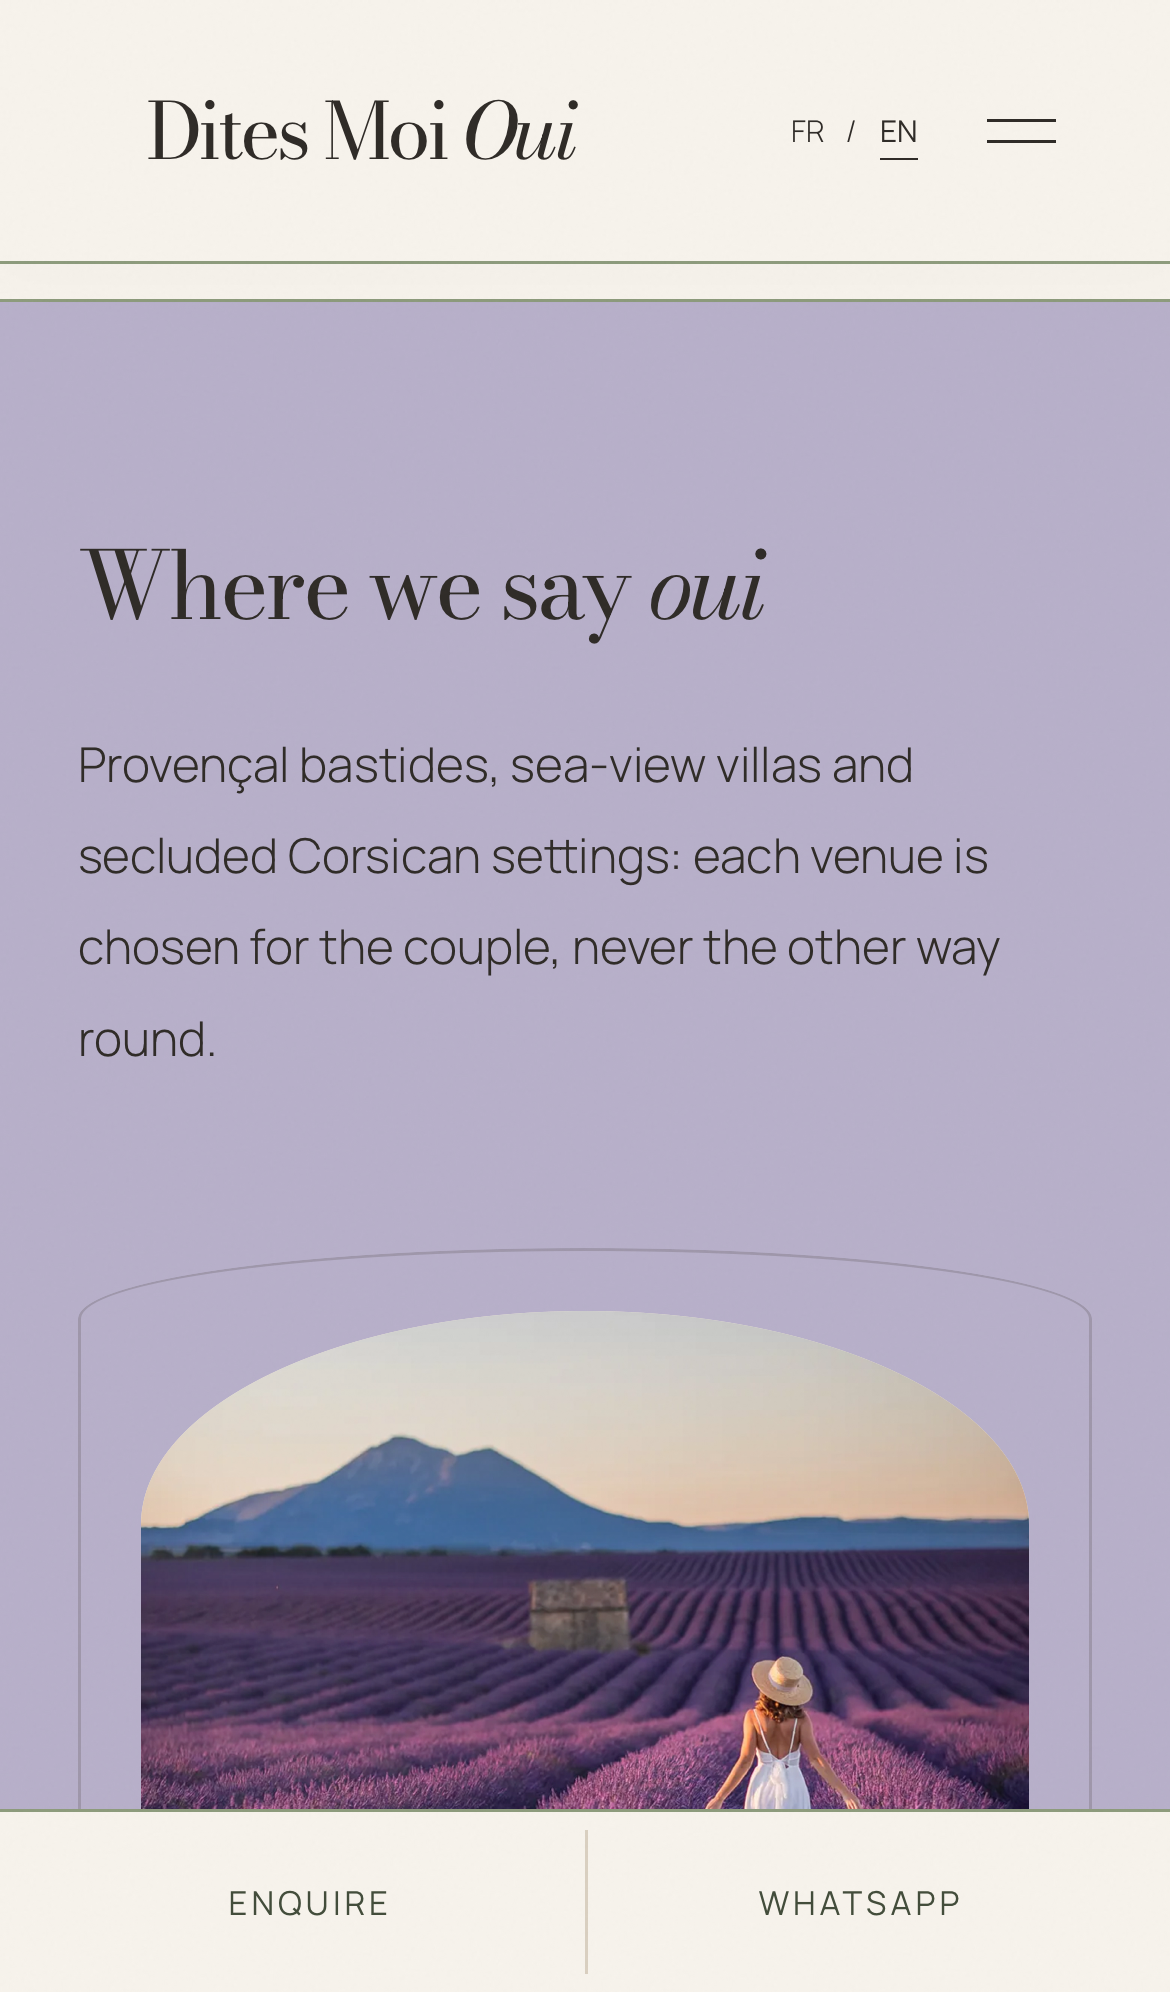 Dites Moi Oui
FR / EN
Where we say oui
Provençal bastides, sea-view villas and
secluded Corsican settings: each venue is
chosen for the couple, never the other way
round.
ENQUIRE
WHATSAPP